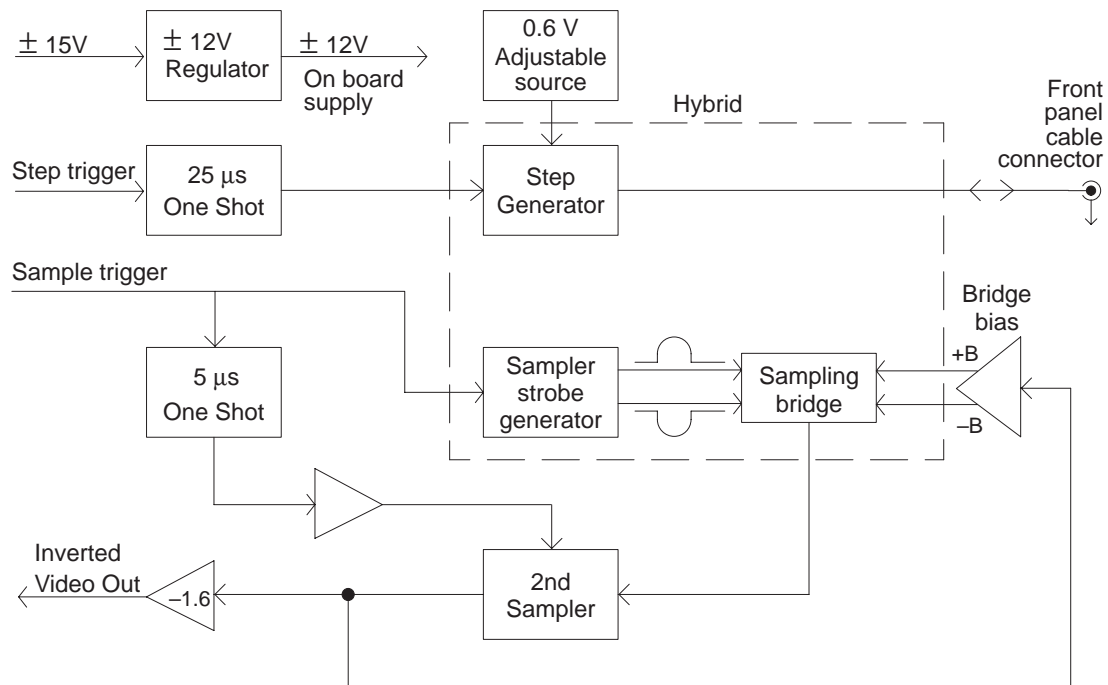 ± 15V
± 12V
Regulator
± 12V
On board
supply
0.6 V
Adjustable
source
Hybrid
Front
panel
cable
connector
Step trigger
25 μs
One Shot
Step
Generator
Sample trigger
5 μs
One Shot
Sampler
strobe
generator
Sampling
bridge
Bridge
bias
+B
–B
Inverted
Video Out
–1.6
2nd
Sampler